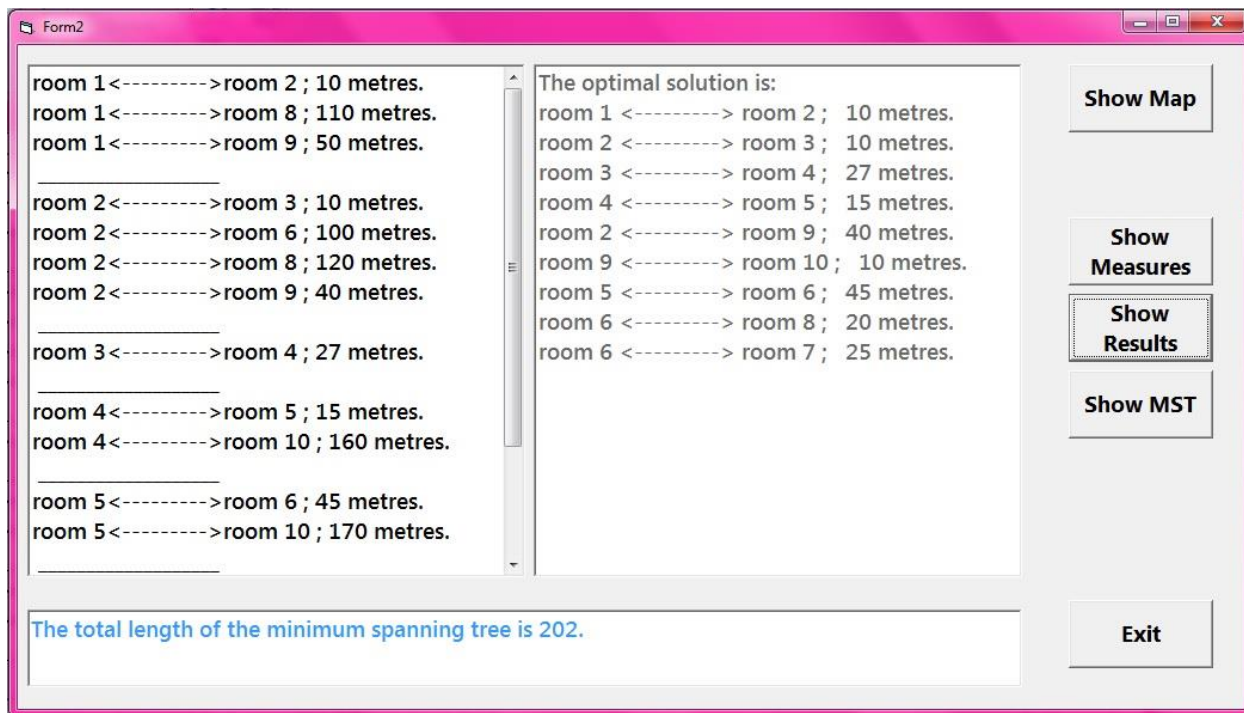 Form2
room 1<--------->room 2 ; 10 metres.
room 1<--------->room 8 ; 110 metres.
room 1<--------->room 9 ; 50 metres.
___________________
room 2<--------->room 3 ; 10 metres.
room 2<--------->room 6 ; 100 metres.
room 2<--------->room 8 ; 120 metres.
room 2<--------->room 9 ; 40 metres.
___________________
room 3<--------->room 4 ; 27 metres.
___________________
room 4<--------->room 5 ; 15 metres.
room 4<--------->room 10 ; 160 metres.
___________________
room 5<--------->room 6 ; 45 metres.
room 5<--------->room 10 ; 170 metres.
___________________
The optimal solution is:
room 1 <---------> room 2 ;   10 metres.
room 2 <---------> room 3 ;   10 metres.
room 3 <---------> room 4 ;   27 metres.
room 4 <---------> room 5 ;   15 metres.
room 2 <---------> room 9 ;   40 metres.
room 9 <---------> room 10 ;   10 metres.
room 5 <---------> room 6 ;   45 metres.
room 6 <---------> room 8 ;   20 metres.
room 6 <---------> room 7 ;   25 metres.
Show Map
Show
Measures
Show
Results
Show MST
The total length of the minimum spanning tree is 202.
Exit